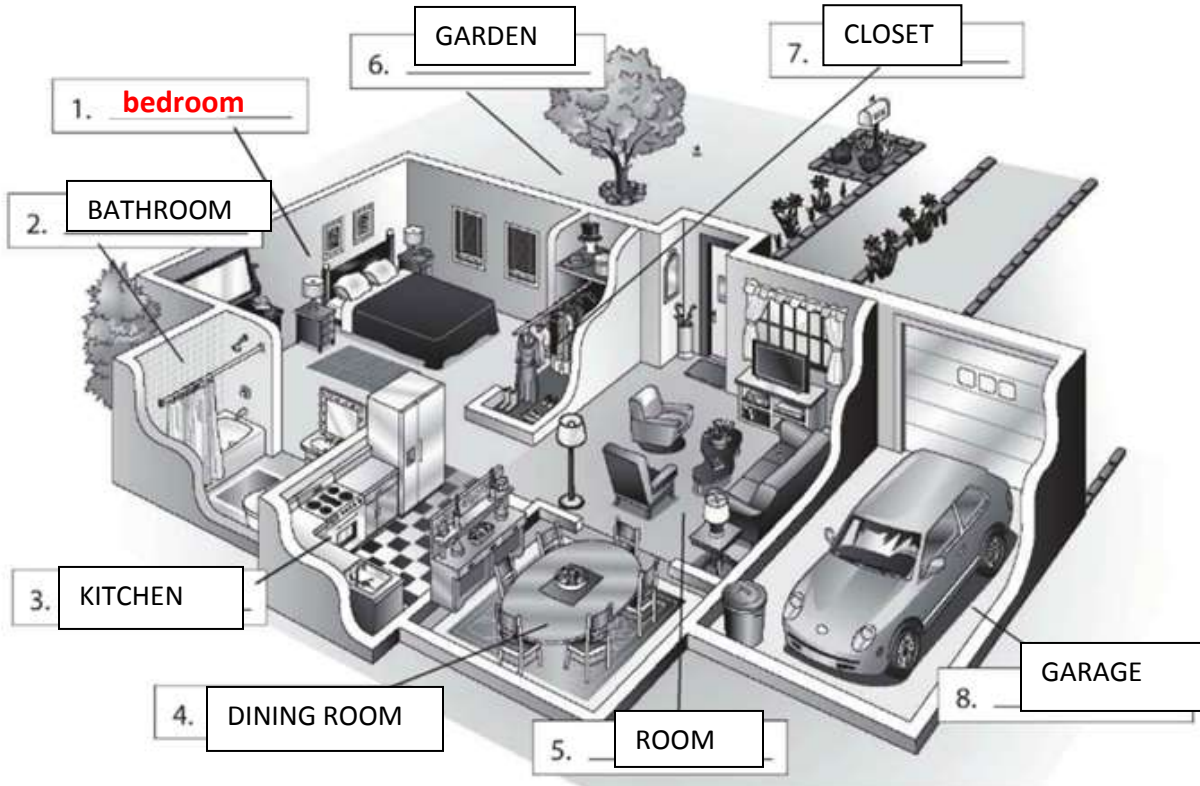 1. bedroom
2. BATHROOM
3. KITCHEN
4. DINING ROOM
5. ROOM
6. GARDEN
7. CLOSET
8. GARAGE